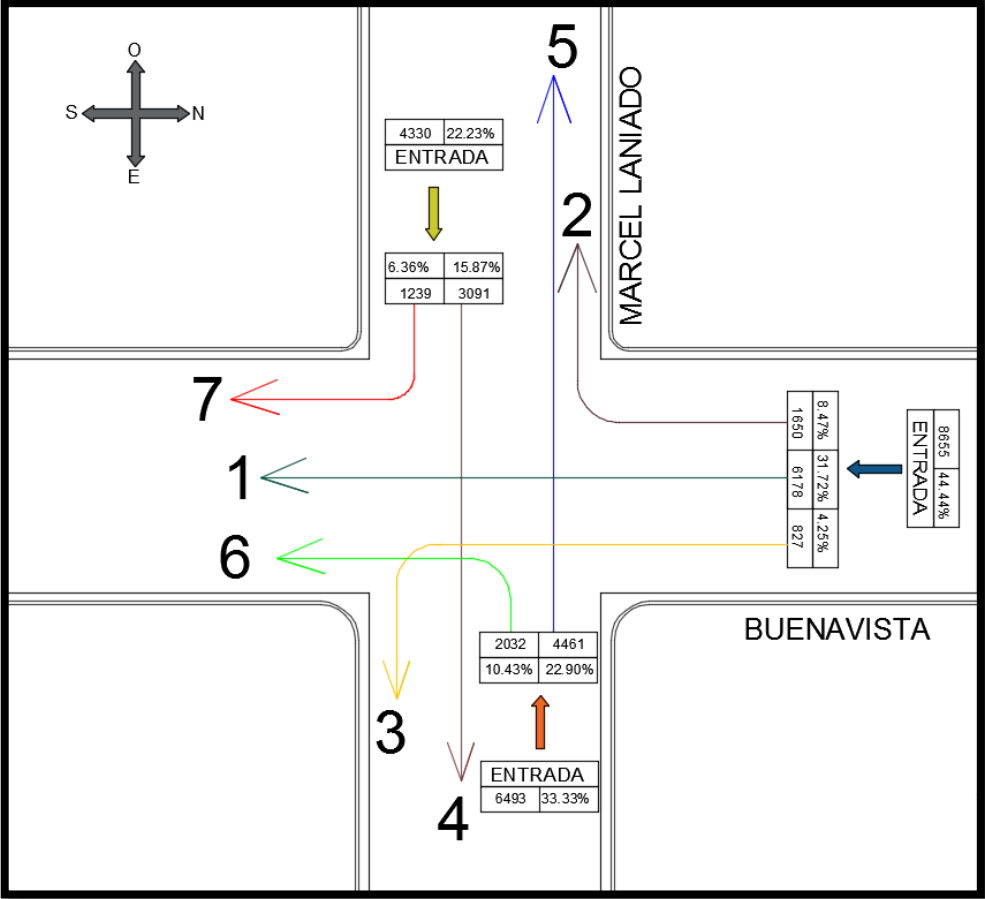 O
S N
E
5
4330 22.23%
ENTRADA
MARCEL LANIADO
2
6.36% 15.87%
1239 3091
7
8.47% 31.72% 4.25%
1650 6178 827
8655 44.44%
ENTRADA
1
6
BUENAVISTA
2032 4461
10.43% 22.90%
3
ENTRADA
6493 33.33%
4